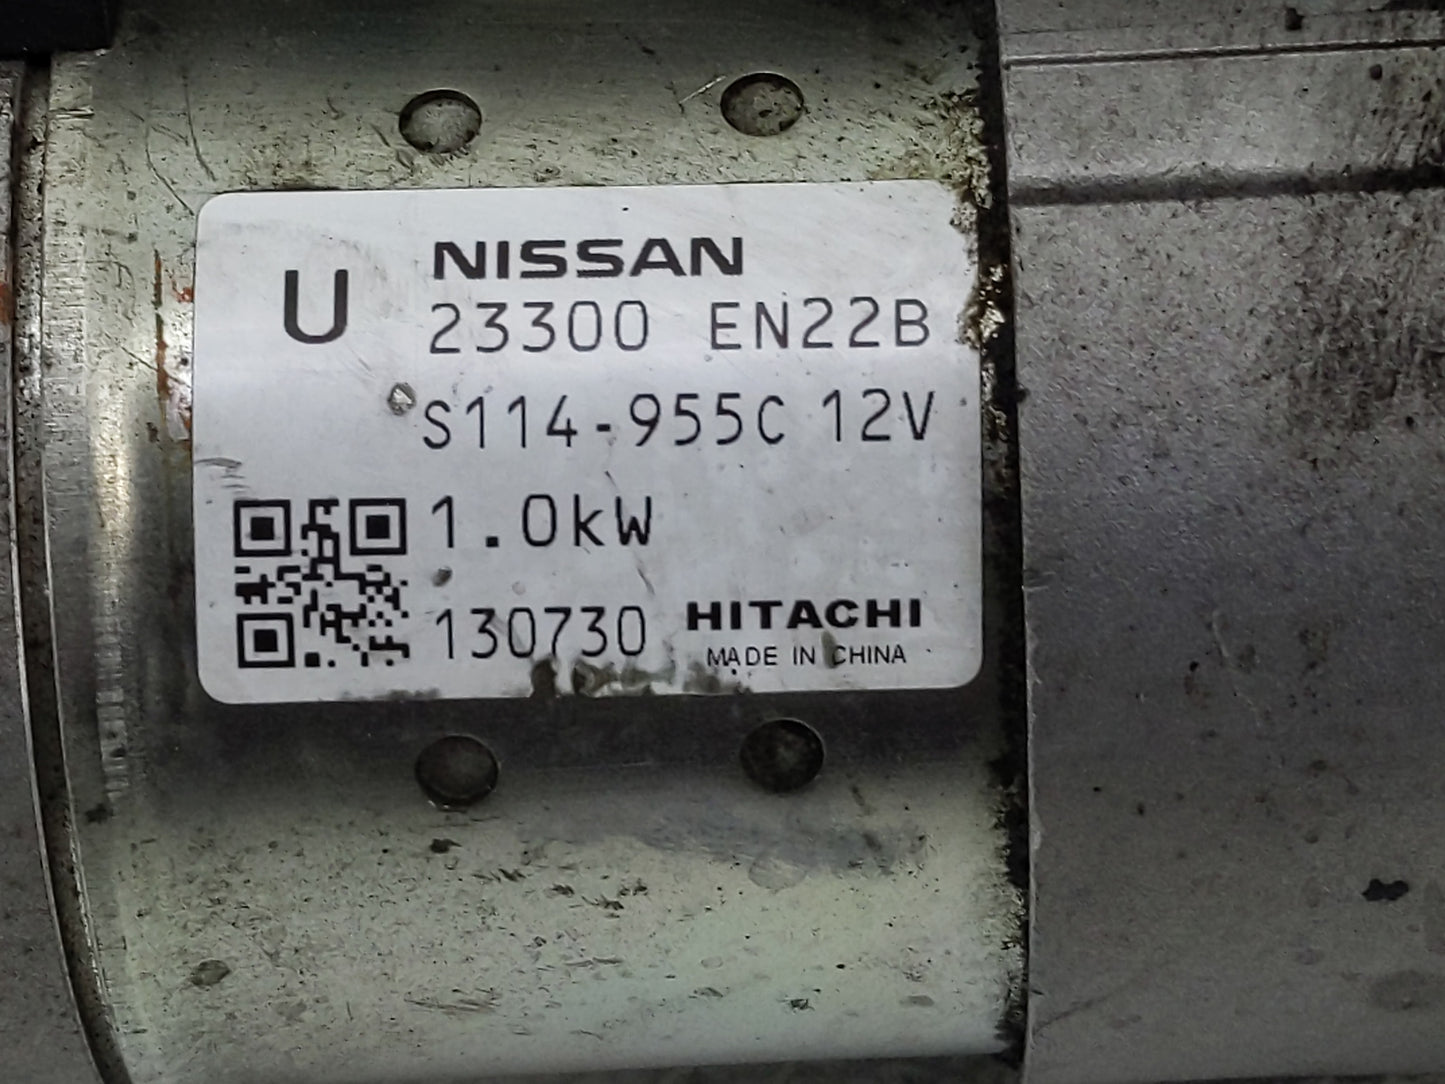 NISSAN
U 23300 EN22B
S114-955C 12V
1.0kW
130730 HITACHI
MADE IN CHINA